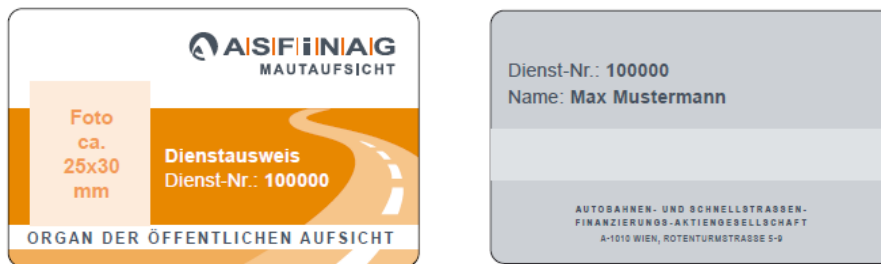 A|S|F|i|N|A|G
MAUTAUFSICHT
Foto
ca.
25x30
mm
Dienstausweis
Dienst-Nr.: 100000
ORGAN DER ÖFFENTLICHEN AUFSICHT
Dienst-Nr.: 100000
Name: Max Mustermann
AUTOBAHNEN- UND SCHNELLSTRASSEN-
FINANZIERUNGS-AKTIENGESELLSCHAFT
A-1010 WIEN, ROTENTURMSTRASSE 5-9